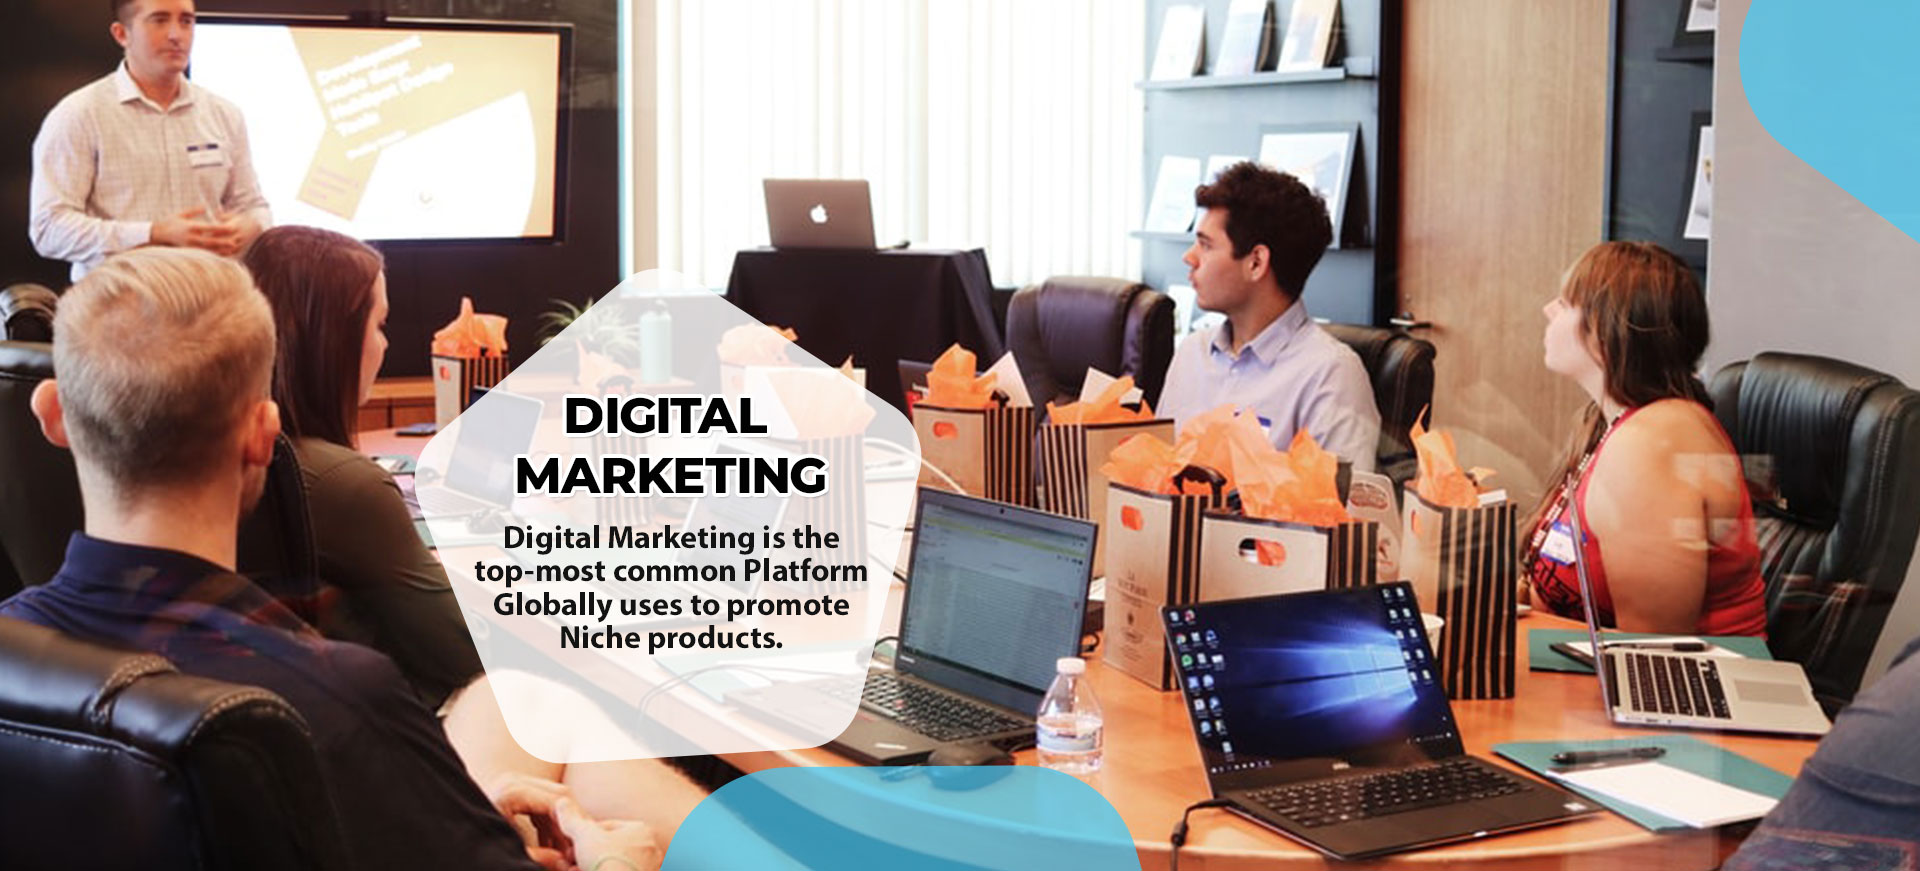 DIGITAL
MARKETING
Digital Marketing is the
top-most common Platform
Globally uses to promote
Niche products.